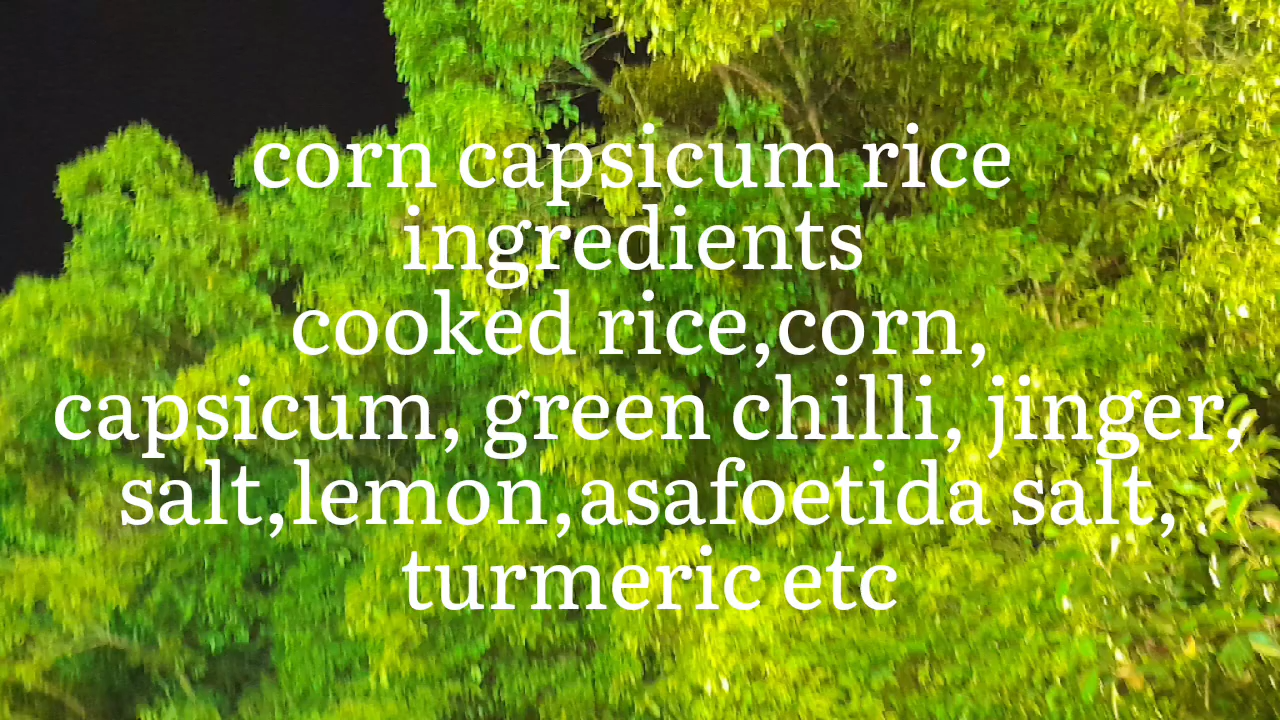 corn capsicum rice
ingredients
cooked rice,corn,
capsicum, green chilli, jinger,
salt,lemon,asafoetida salt,
turmeric etc